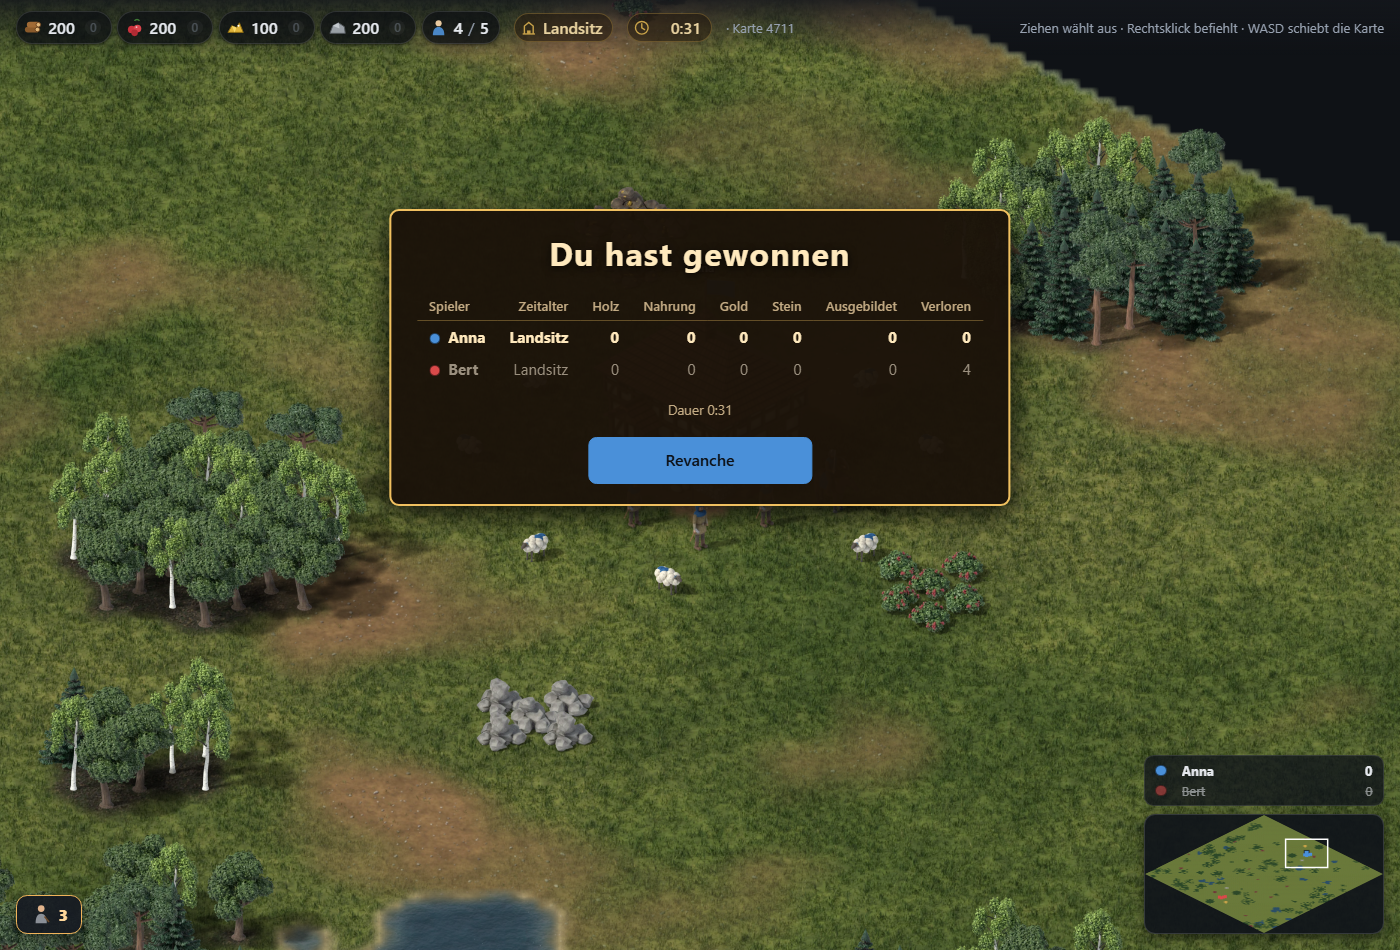 200 0 200 0 100 0 200 0 4 / 5 Landsitz 0:31 · Karte 4711 Ziehen wählt aus · Rechtsklick befiehlt · WASD schiebt die Karte
Du hast gewonnen
Spieler Zeitalter Holz Nahrung Gold Stein Ausgebildet Verloren
Anna Landsitz 0 0 0 0 0 0
Bert Landsitz 0 0 0 0 0 4
Dauer 0:31
Revanche
Anna 0
Bert 0
3